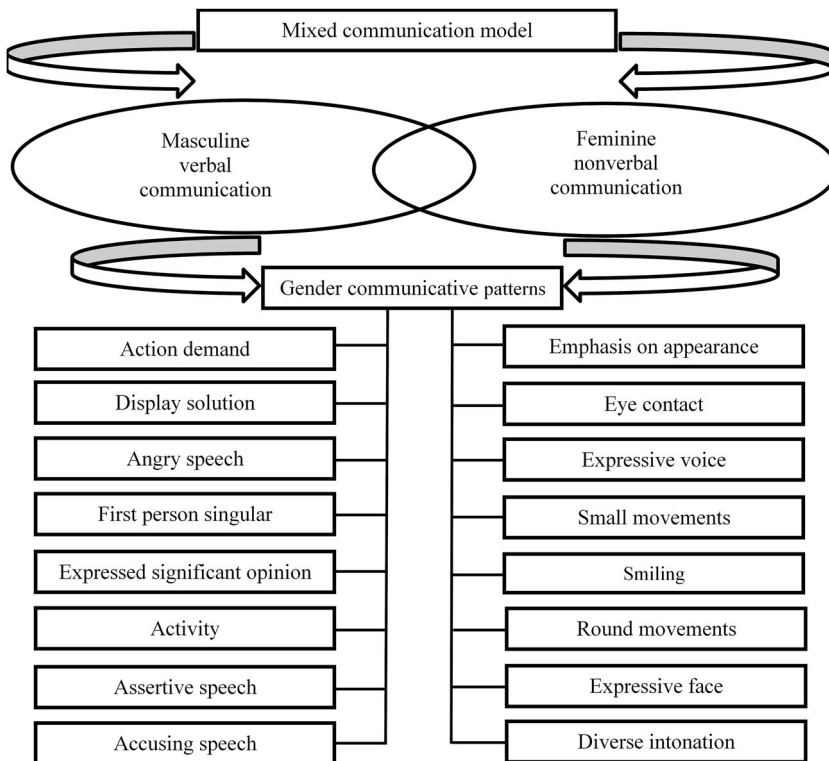 Mixed communication model
Masculine
verbal
communication
Feminine
nonverbal
communication
Gender communicative patterns
Action demand
Display solution
Angry speech
First person singular
Expressed significant opinion
Activity
Assertive speech
Accusing speech
Emphasis on appearance
Eye contact
Expressive voice
Small movements
Smiling
Round movements
Expressive face
Diverse intonation